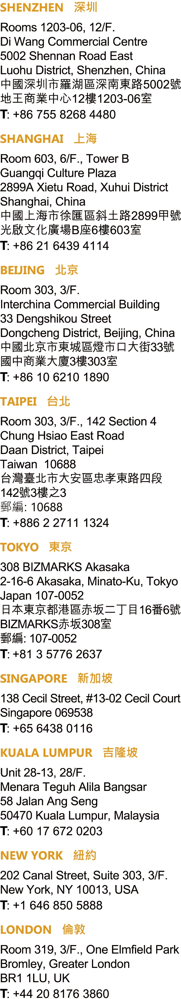 SHENZHEN 深圳
Rooms 1203-06, 12/F.
Di Wang Commercial Centre
5002 Shennan Road East
Luohu District, Shenzhen, China
中國深圳市羅湖區深南東路5002號
地王商業中心12樓1203-06室
T: +86 755 8268 4480
SHANGHAI 上海
Room 603, 6/F., Tower B
Guangqi Culture Plaza
2899A Xietu Road, Xuhui District
Shanghai, China
中國上海市徐匯區斜土路2899甲號
光啟文化廣場B座6樓603室
T: +86 21 6439 4114
BEIJING 北京
Room 303, 3/F.
Interchina Commercial Building
33 Dengshikou Street
Dongcheng District, Beijing, China
中國北京市東城區燈市口大街33號
國中商業大廈3樓303室
T: +86 10 6210 1890
TAIPEI 台北
Room 303, 3/F., 142 Section 4
Chung Hsiao East Road
Daan District, Taipei
Taiwan 10688
台灣臺北市大安區忠孝東路四段
142號3樓之3
郵編: 10688
T: +886 2 2711 1324
TOKYO 東京
308 BIZMARKS Akasaka
2-16-6 Akasaka, Minato-Ku, Tokyo
Japan 107-0052
日本東京都港區赤坂二丁目16番6號
BIZMARKS赤坂308室
郵編: 107-0052
T: +81 3 5776 2637
SINGAPORE 新加坡
138 Cecil Street, #13-02 Cecil Court
Singapore 069538
T: +65 6438 0116
KUALA LUMPUR 吉隆坡
Unit 28-13, 28/F.
Menara Teguh Alila Bangsar
58 Jalan Ang Seng
50470 Kuala Lumpur, Malaysia
T: +60 17 672 0203
NEW YORK 紐約
202 Canal Street, Suite 303, 3/F.
New York, NY 10013, USA
T: +1 646 850 5888
LONDON 倫敦
Room 319, 3/F., One Elmfield Park
Bromley, Greater London
BR1 1LU, UK
T: +44 20 8176 3860